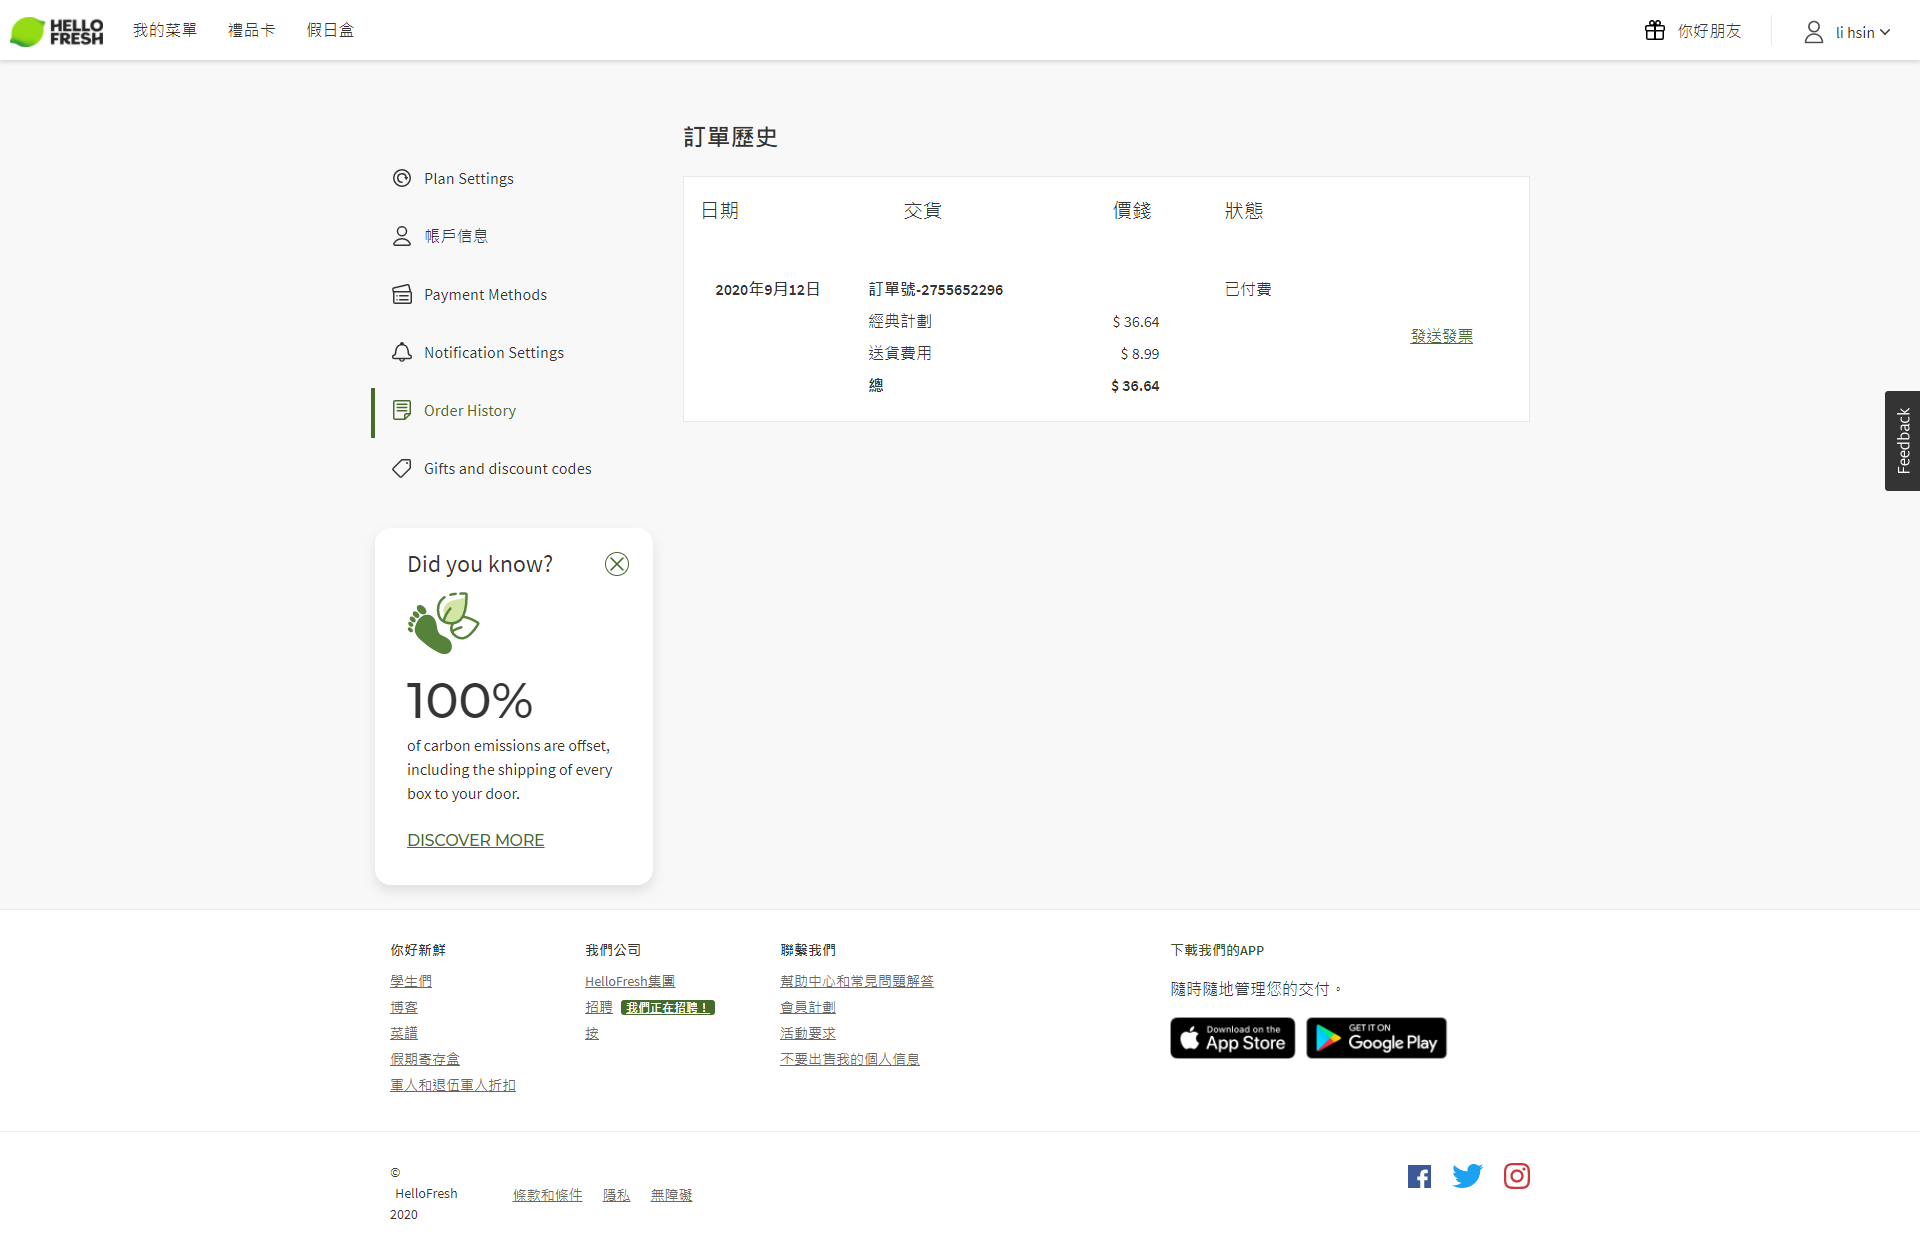 HELLO
FRESH
我的菜單
禮品卡
假日盒
你好朋友
li hsin
訂單歷史
Plan Settings
帳戶信息
Payment Methods
Notification Settings
Order History
Gifts and discount codes
日期 交貨 價錢 狀態
2020年9月12日 訂單號-2755652296 已付費
經典計劃 $ 36.64
發送發票
送貨費用 $ 8.99
總 $ 36.64
Feedback
Did you know?
100%
of carbon emissions are offset,
including the shipping of every
box to your door.
DISCOVER MORE
你好新鮮
學生們
博客
菜譜
假期寄存盒
軍人和退伍軍人折扣
我們公司
HelloFresh集團
招聘 我們正在招聘！
按
聯繫我們
幫助中心和常見問題解答
會員計劃
活動要求
不要出售我的個人信息
下載我們的APP
隨時隨地管理您的交付。
Download on the
App Store
GET IT ON
Google Play
©
HelloFresh
2020
條款和條件
隱私
無障礙